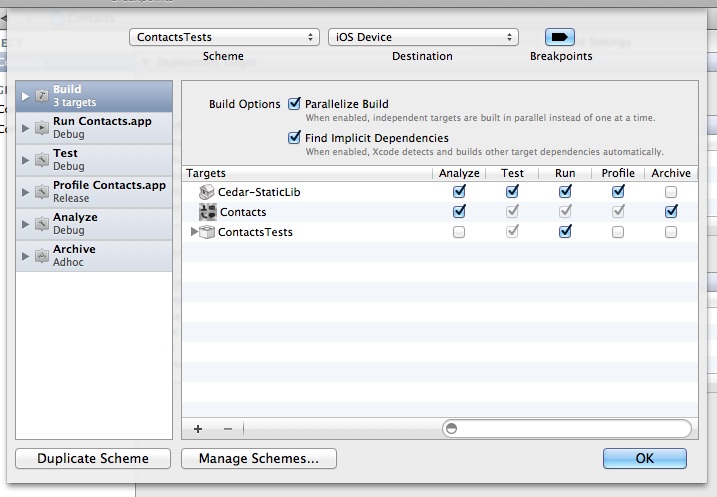 ContactsTests iOS Device
Scheme Destination Breakpoints
Build
3 targets
Run Contacts.app
Debug
Test
Debug
Profile Contacts.app
Release
Analyze
Debug
Archive
Adhoc
Build Options Parallelize Build
When enabled, independent targets are built in parallel instead of one at a time.
Find Implicit Dependencies
When enabled, Xcode detects and builds other target dependencies automatically.
Targets Analyze Test Run Profile Archive
Cedar-StaticLib
Contacts
ContactsTests
+ −
Duplicate Scheme Manage Schemes... OK